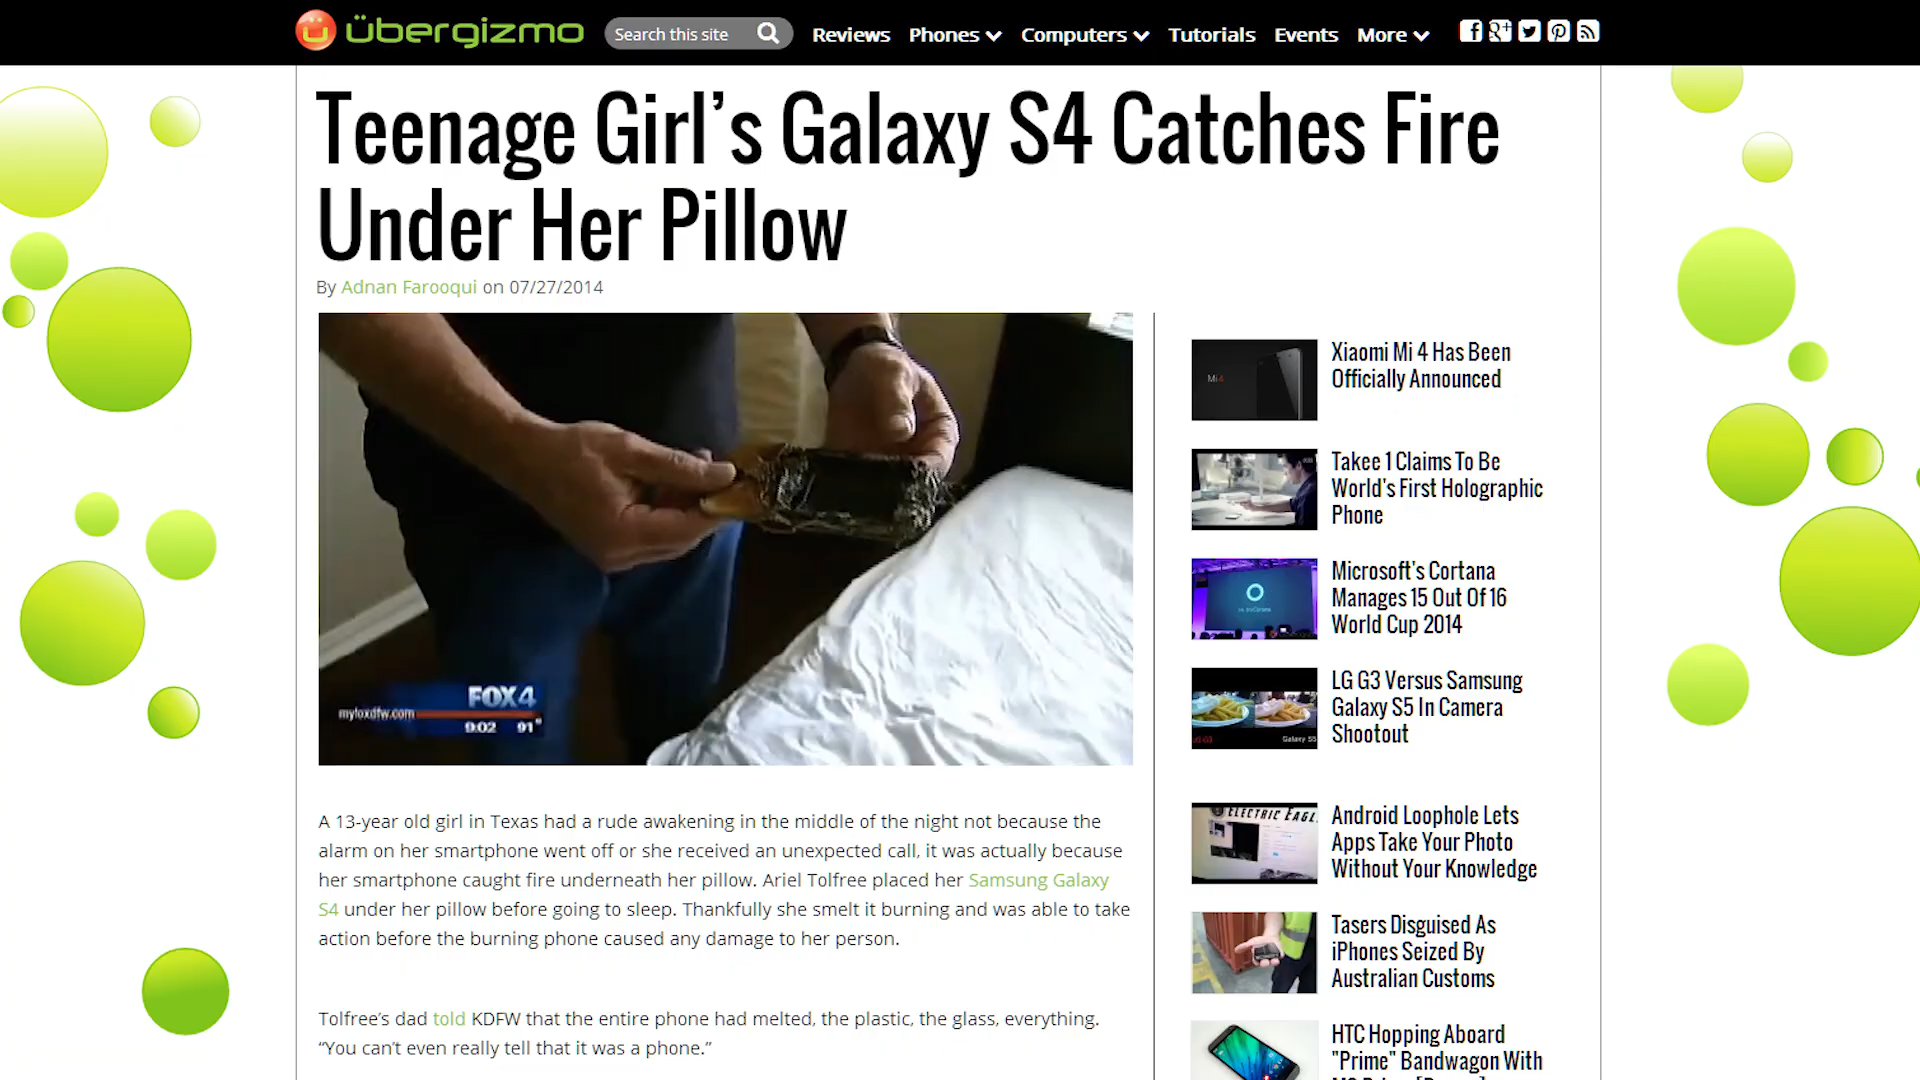 übergizmo
Search this site
Reviews Phones Computers Tutorials Events More
Teenage Girl’s Galaxy S4 Catches Fire
Under Her Pillow
By Adnan Farooqui on 07/27/2014
FOX4
myfoxdfw.com
9:02 91°
A 13-year old girl in Texas had a rude awakening in the middle of the night not because the
alarm on her smartphone went off or she received an unexpected call, it was actually because
her smartphone caught fire underneath her pillow. Ariel Tolfree placed her Samsung Galaxy
S4 under her pillow before going to sleep. Thankfully she smelt it burning and was able to take
action before the burning phone caused any damage to her person.
Tolfree’s dad told KDFW that the entire phone had melted, the plastic, the glass, everything.
“You can’t even really tell that it was a phone.”
Mi4
Xiaomi Mi 4 Has Been
Officially Announced
Takee 1 Claims To Be
World's First Holographic
Phone
Microsoft's Cortana
Manages 15 Out Of 16
World Cup 2014
LG G3
Galaxy S5
LG G3 Versus Samsung
Galaxy S5 In Camera
Shootout
ELECTRIC EAGL
Android Loophole Lets
Apps Take Your Photo
Without Your Knowledge
Tasers Disguised As
iPhones Seized By
Australian Customs
HTC Hopping Aboard
"Prime" Bandwagon With